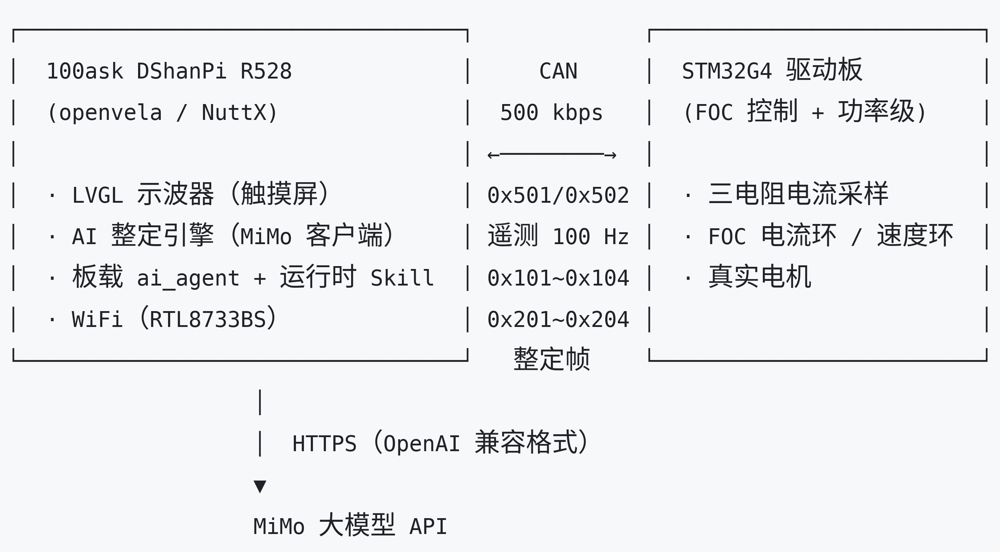 100ask DShanPi R528
(openvela / NuttX)
· LVGL 示波器（触摸屏）
· AI 整定引擎（MiMo 客户端）
· 板载 ai_agent + 运行时 Skill
· WiFi（RTL8733BS）
CAN
500 kbps
←────────→
0x501/0x502
遥测 100 Hz
0x101~0x104
0x201~0x204
整定帧
STM32G4 驱动板
(FOC 控制 + 功率级)
· 三电阻电流采样
· FOC 电流环 / 速度环
· 真实电机
HTTPS（OpenAI 兼容格式）
▼
MiMo 大模型 API